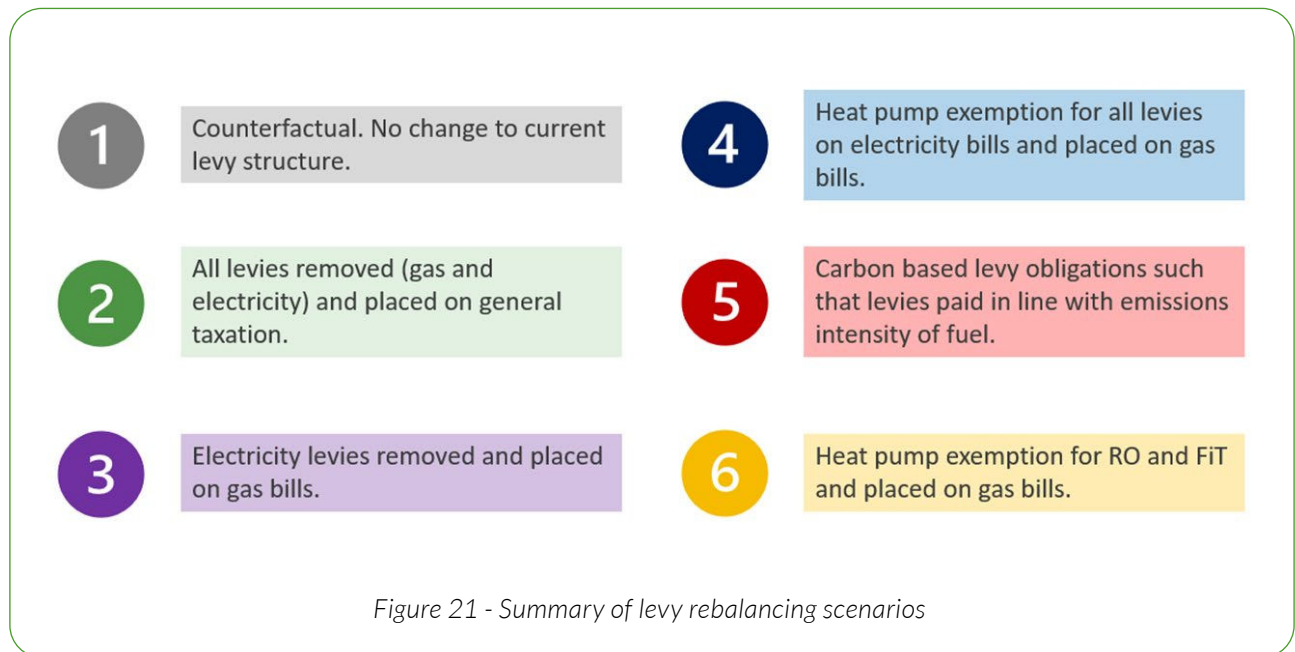 1
Counterfactual. No change to current
levy structure.
2
All levies removed (gas and
electricity) and placed on general
taxation.
3
Electricity levies removed and placed
on gas bills.
4
Heat pump exemption for all levies
on electricity bills and placed on gas
bills.
5
Carbon based levy obligations such
that levies paid in line with emissions
intensity of fuel.
6
Heat pump exemption for RO and FiT
and placed on gas bills.
Figure 21 - Summary of levy rebalancing scenarios